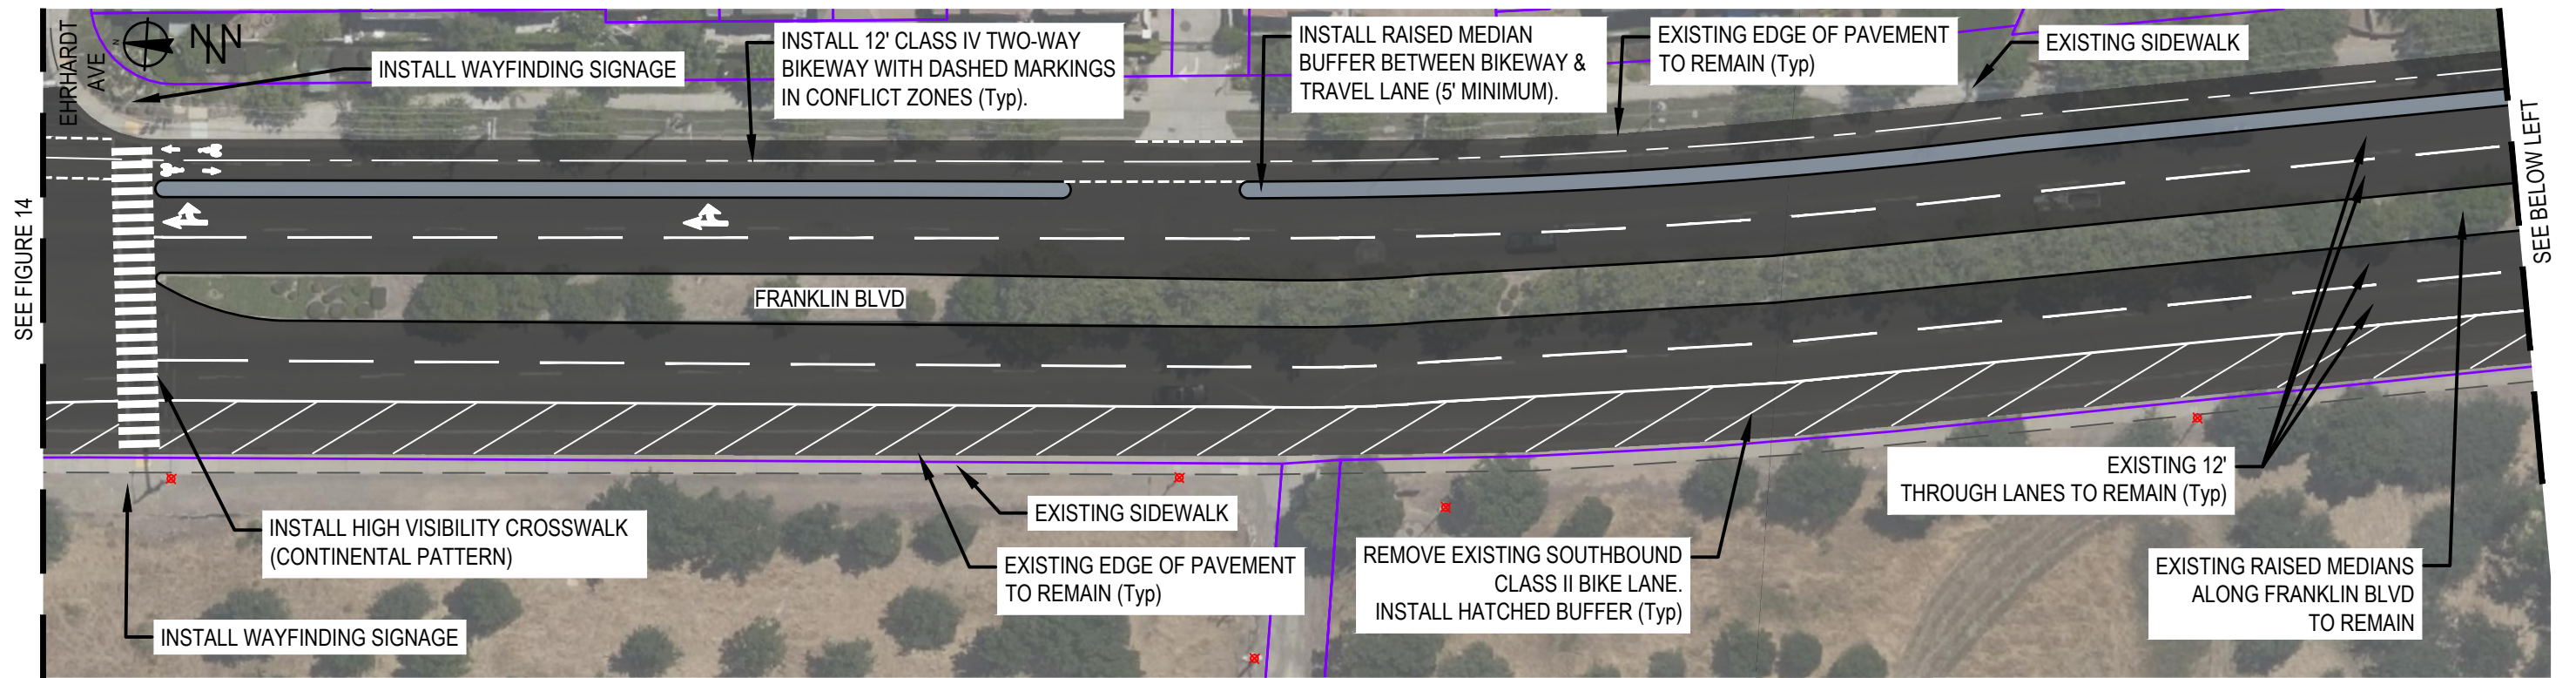 EHRHARDT
AVE
N
INSTALL WAYFINDING SIGNAGE
INSTALL 12' CLASS IV TWO-WAY
BIKEWAY WITH DASHED MARKINGS
IN CONFLICT ZONES (Typ).
INSTALL RAISED MEDIAN
BUFFER BETWEEN BIKEWAY &
TRAVEL LANE (5' MINIMUM).
EXISTING EDGE OF PAVEMENT
TO REMAIN (Typ)
EXISTING SIDEWALK
SEE FIGURE 14
FRANKLIN BLVD
SEE BELOW LEFT
INSTALL WAYFINDING SIGNAGE
INSTALL HIGH VISIBILITY CROSSWALK
(CONTINENTAL PATTERN)
EXISTING SIDEWALK
EXISTING EDGE OF PAVEMENT
TO REMAIN (Typ)
REMOVE EXISTING SOUTHBOUND
CLASS II BIKE LANE.
INSTALL HATCHED BUFFER (Typ)
EXISTING 12'
THROUGH LANES TO REMAIN (Typ)
EXISTING RAISED MEDIANS
ALONG FRANKLIN BLVD
TO REMAIN